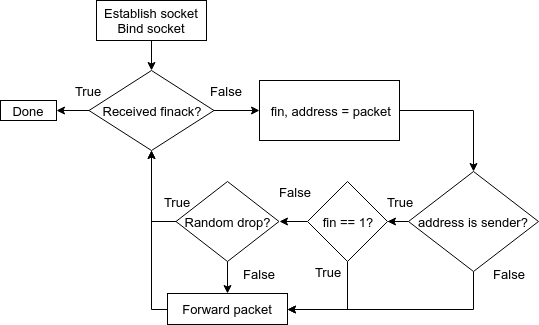 Establish socket
Bind socket
True
False
Done
Received finack?
fin, address = packet
True
False
True
Random drop?
fin == 1?
address is sender?
False
True
False
Forward packet